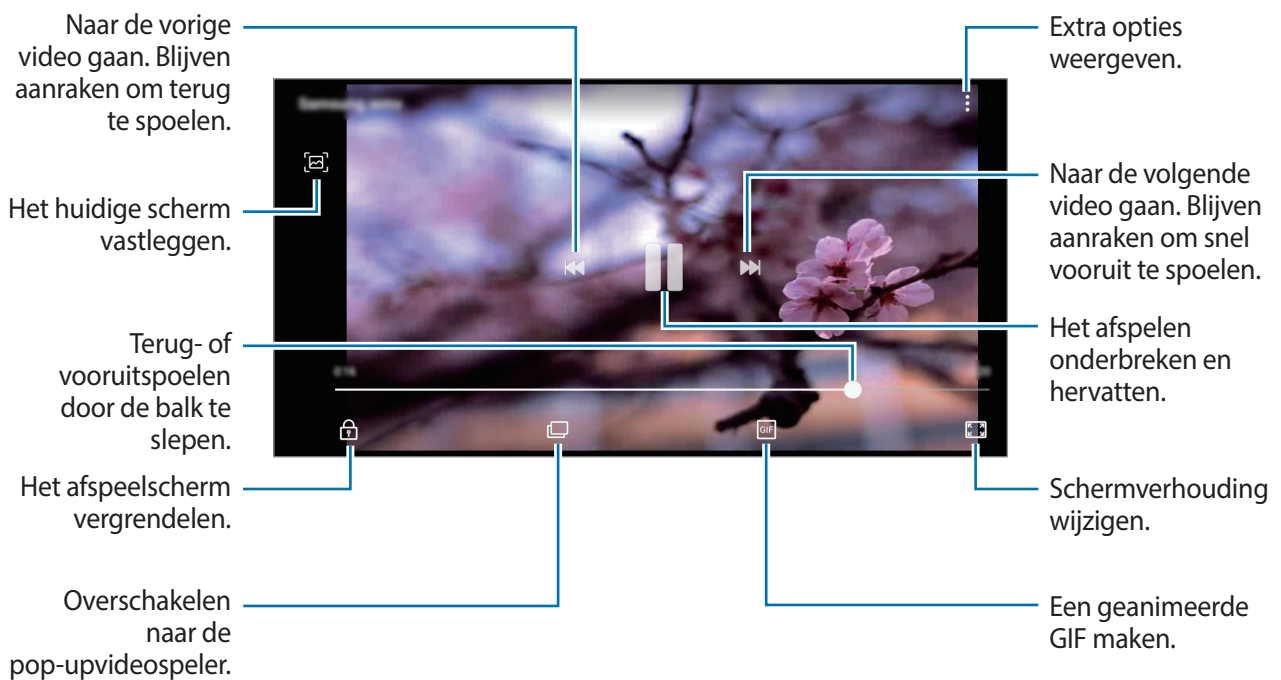 Naar de vorige
video gaan. Blijven
aanraken om terug
te spoelen.
Het huidige scherm
vastleggen.
Terug- of
vooruitspoelen
door de balk te
slepen.
Het afspeelscherm
vergrendelen.
Overschakelen
naar de
pop-upvideospeler.
Extra opties
weergeven.
Naar de volgende
video gaan. Blijven
aanraken om snel
vooruit te spoelen.
Het afspelen
onderbreken en
hervatten.
Schermverhouding
wijzigen.
Een geanimeerde
GIF maken.
GIF